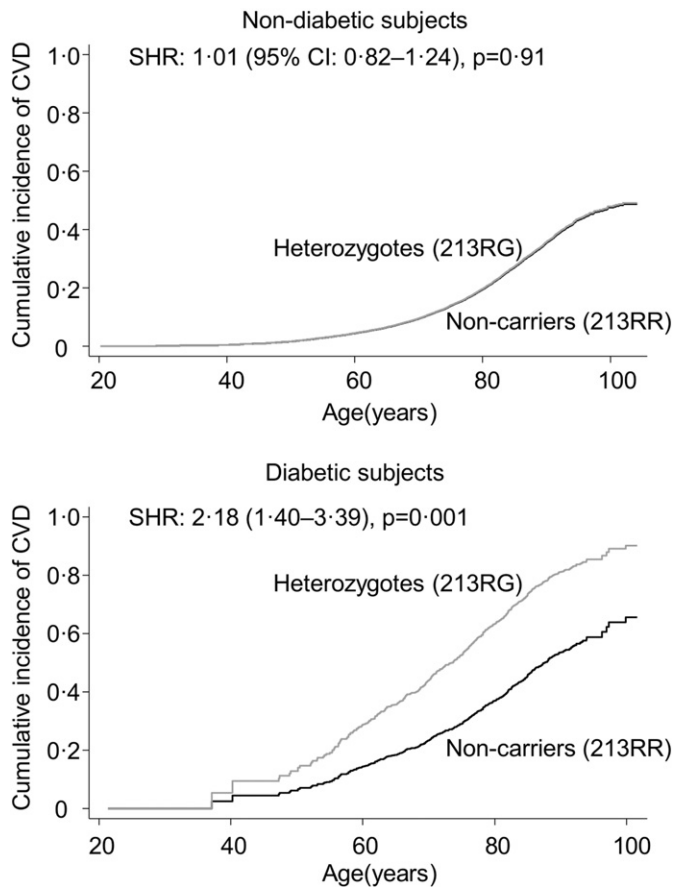 Non-diabetic subjects
SHR: 1·01 (95% CI: 0·82–1·24), p=0·91
Cumulative incidence of CVD
1·0
0·8
0·6
0·4
0·2
0
Heterozygotes (213RG)
Non-carriers (213RR)
20 40 60 80 100
Age(years)
Diabetic subjects
SHR: 2·18 (1·40–3·39), p=0·001
Cumulative incidence of CVD
1·0
0·8
0·6
0·4
0·2
0
Heterozygotes (213RG)
Non-carriers (213RR)
20 40 60 80 100
Age(years)